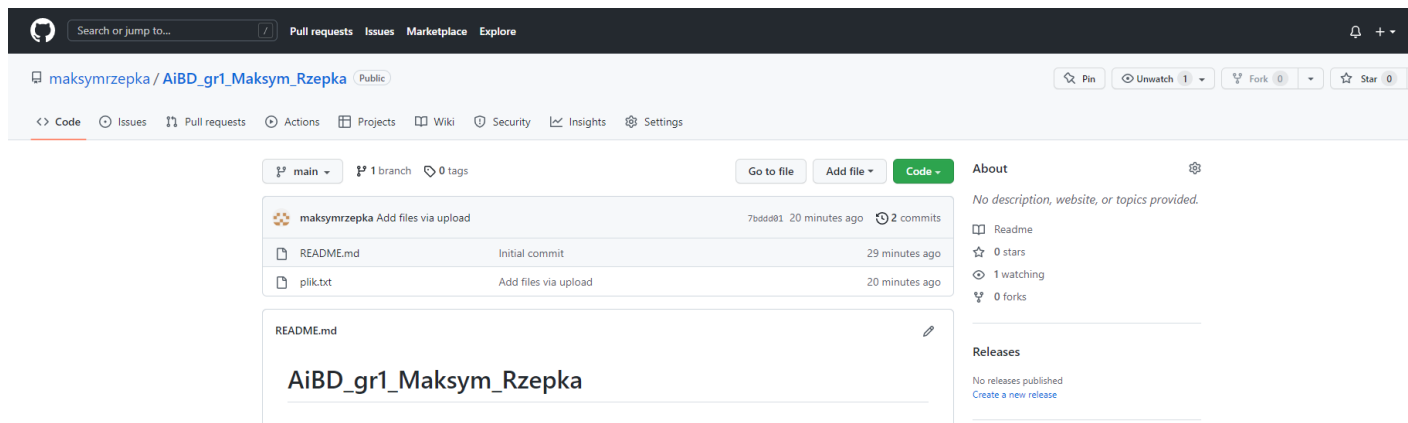 Search or jump to... / Pull requests Issues Marketplace Explore
maksymrzepka / AiBD_gr1_Maksym_Rzepka Public Pin Unwatch 1 Fork 0 Star 0
Code Issues Pull requests Actions Projects Wiki Security Insights Settings
main 1 branch 0 tags Go to file Add file Code
maksymrzepka Add files via upload 7bddd01 20 minutes ago 2 commits
README.md Initial commit 29 minutes ago
plik.txt Add files via upload 20 minutes ago
README.md
AiBD_gr1_Maksym_Rzepka
About
No description, website, or topics provided.
Readme
0 stars
1 watching
0 forks
Releases
No releases published
Create a new release